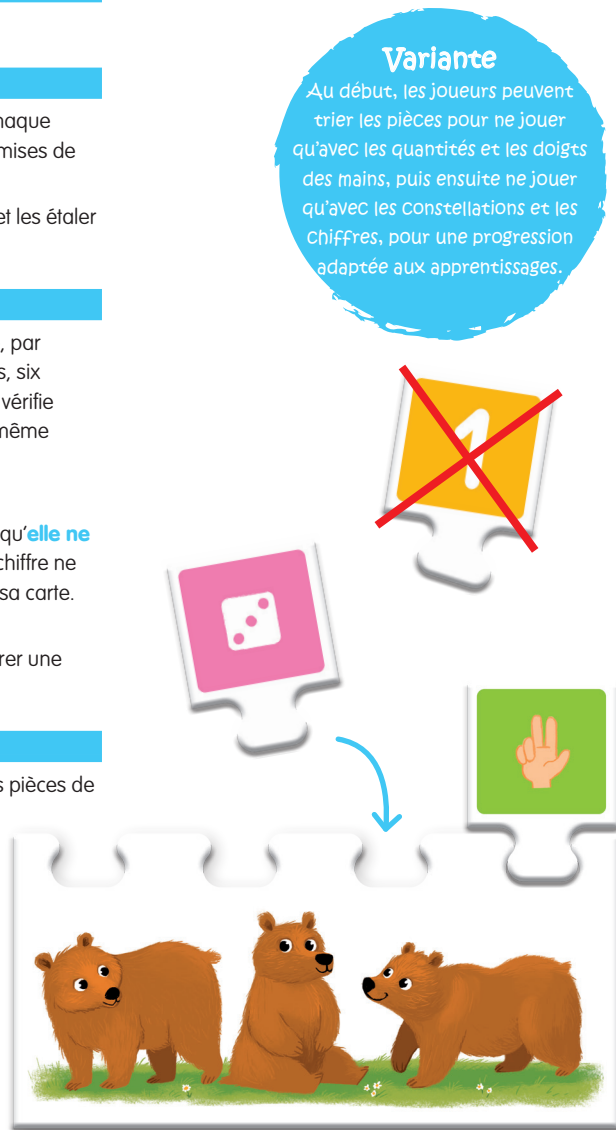 haque
mises de
et les étaler
, par
s, six
vérifie
même
qu'elle ne
chiffre ne
sa carte.
rer une
s pièces de
Variante
Au début, les joueurs peuvent
trier les pièces pour ne jouer
qu'avec les quantités et les doigts
des mains, puis ensuite ne jouer
qu'avec les constellations et les
chiffres, pour une progression
adaptée aux apprentissages.
1